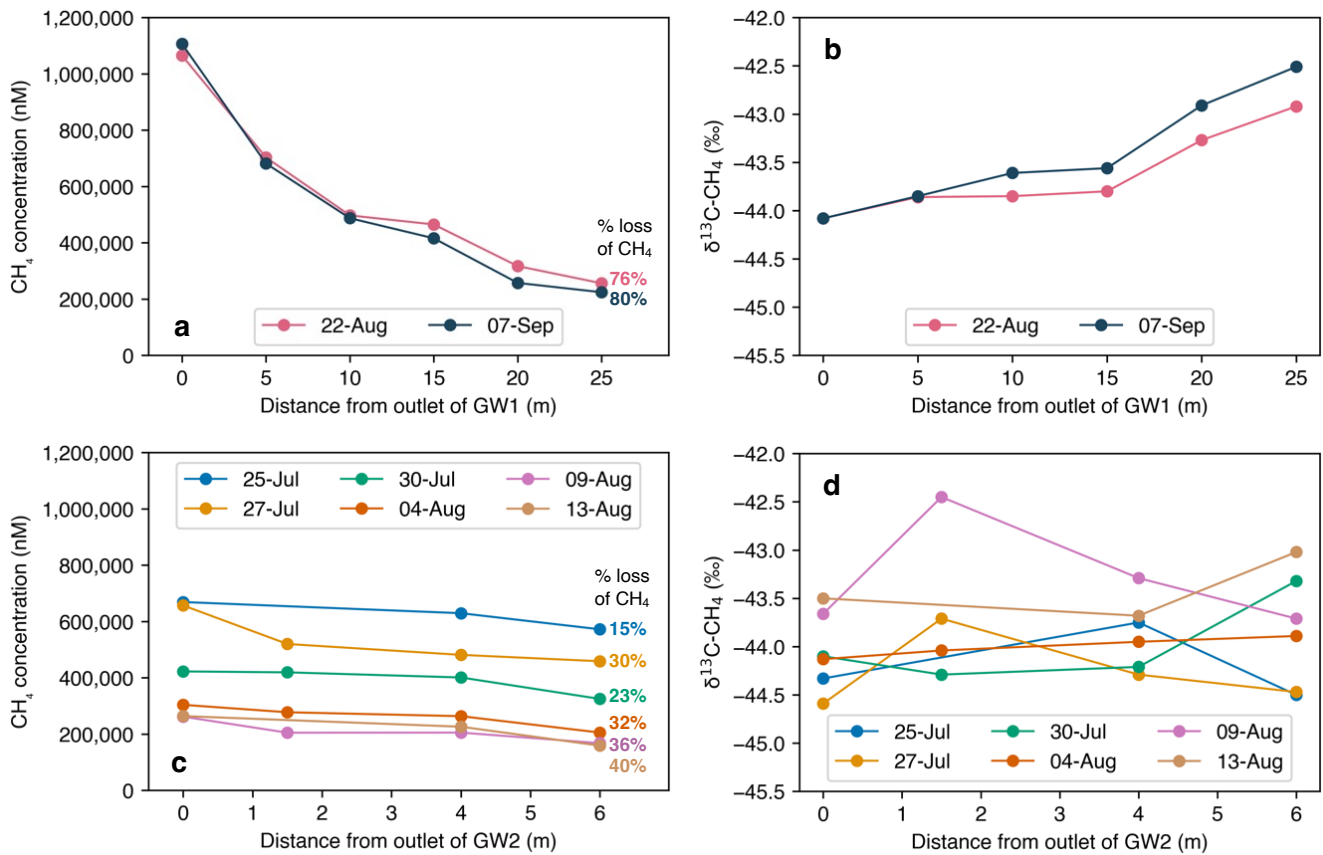 1,200,000
1,000,000
800,000
600,000
400,000
200,000
0
CH₄ concentration (nM)
% loss
of CH₄
76%
80%
a
22-Aug 07-Sep
0 5 10 15 20 25
Distance from outlet of GW1 (m)
−42.0
−42.5
−43.0
−43.5
−44.0
−44.5
−45.0
−45.5
δ¹³C-CH₄ (‰)
b
22-Aug 07-Sep
0 5 10 15 20 25
Distance from outlet of GW1 (m)
1,200,000
1,000,000
800,000
600,000
400,000
200,000
0
CH₄ concentration (nM)
25-Jul 30-Jul 09-Aug
27-Jul 04-Aug 13-Aug
% loss
of CH₄
15%
30%
23%
32%
36%
40%
c
0 1 2 3 4 5 6
Distance from outlet of GW2 (m)
−42.0
−42.5
−43.0
−43.5
−44.0
−44.5
−45.0
−45.5
δ¹³C-CH₄ (‰)
d
25-Jul 30-Jul 09-Aug
27-Jul 04-Aug 13-Aug
0 1 2 3 4 5 6
Distance from outlet of GW2 (m)